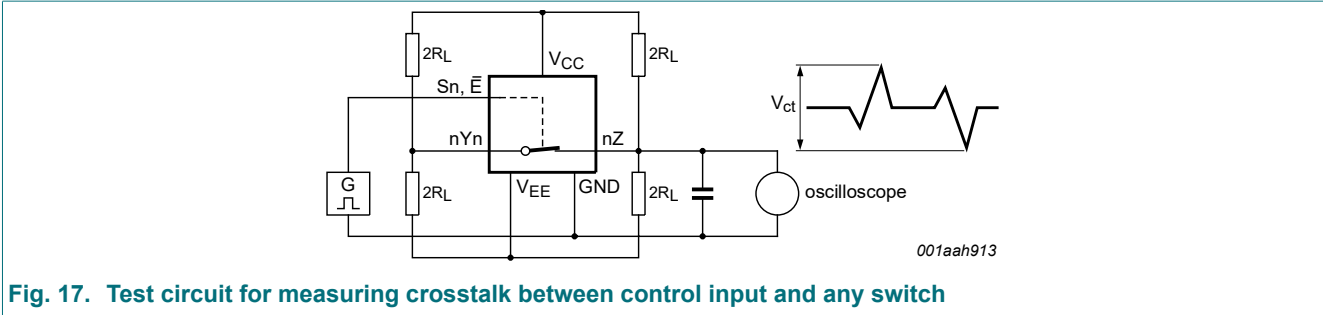 2RL
2RL
VCC
Sn, E̅
Vct
nYn
nZ
G
2RL
VEE
GND
2RL
oscilloscope
001aah913
Fig. 17. Test circuit for measuring crosstalk between control input and any switch